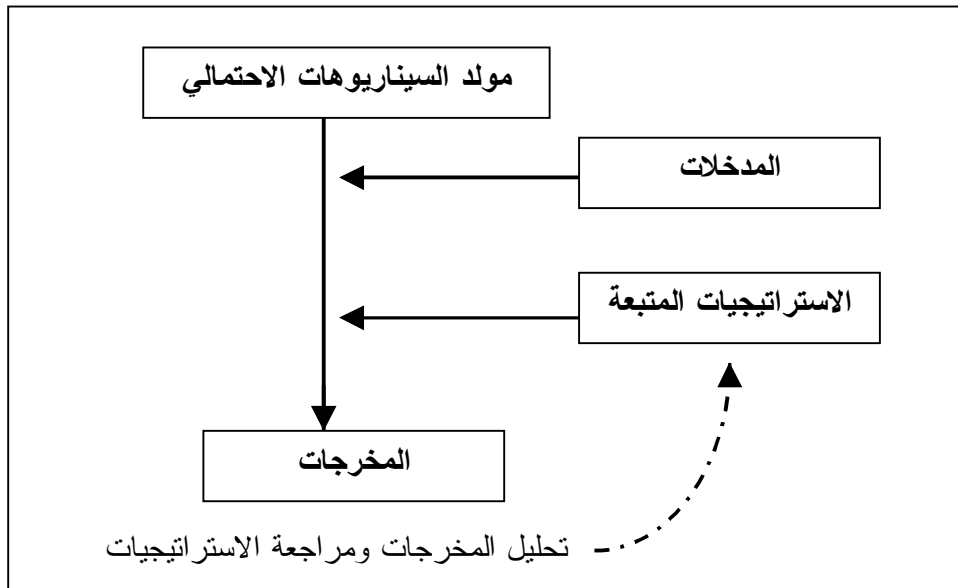 مولد السيناريوهات الاحتمالي
المدخلات
الاستراتيجيات المتبعة
المخرجات
تحليل المخرجات ومراجعة الاستراتيجيات